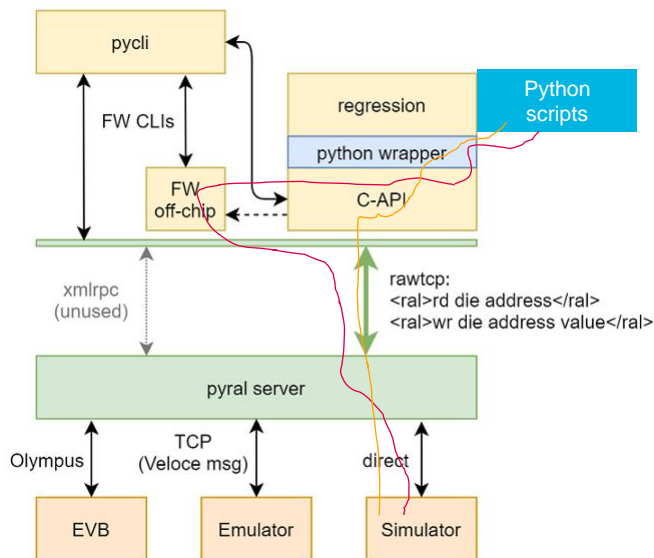 pycli
Python
scripts
regression
FW CLIs
python wrapper
FW
off-chip
C-API
xmlrpc
(unused)
rawtcp:
<ral>rd die address</ral>
<ral>wr die address value</ral>
pyral server
Olympus
TCP
(Veloce msg)
direct
EVB
Emulator
Simulator